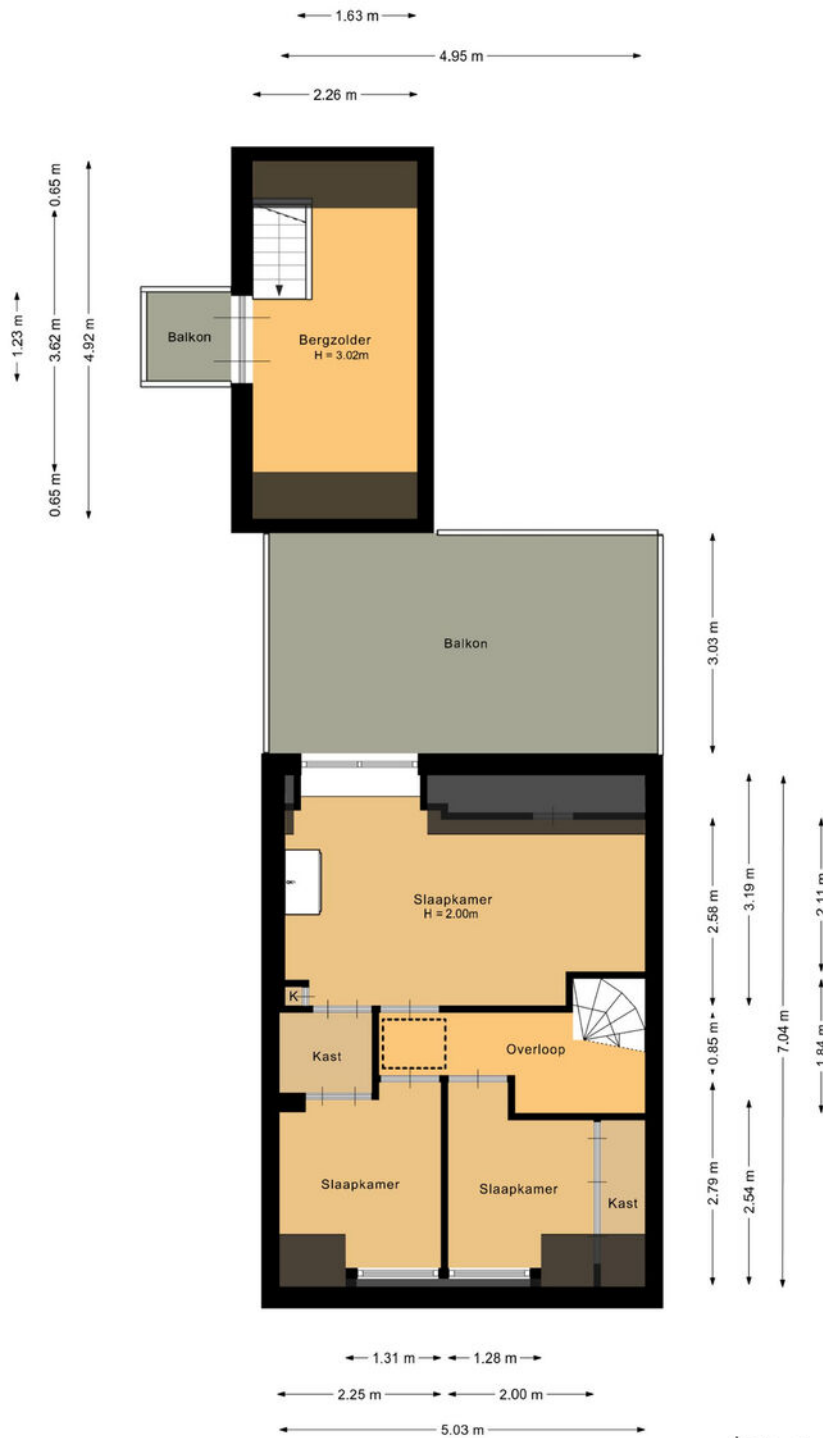 1.63 m
4.95 m
2.26 m
0.65 m
1.23 m
3.62 m
4.92 m
0.65 m
Balkon
Bergzolder
H = 3.02m
Balkon
3.03 m
Slaapkamer
H = 2.00m
K
Kast
Overloop
Slaapkamer
Slaapkamer
Kast
2.58 m
3.19 m
2.11 m
0.85 m
7.04 m
1.84 m
2.79 m
2.54 m
1.31 m
1.28 m
2.25 m
2.00 m
5.03 m